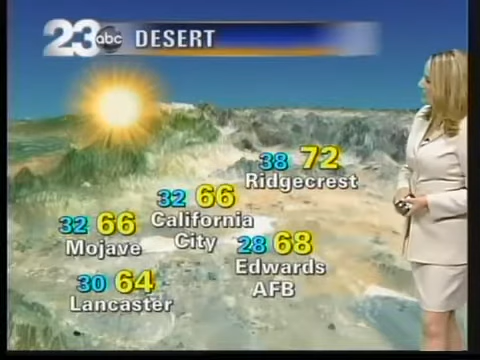 23 abc DESERT
38 72
Ridgecrest
32 66
California
City
32 66
Mojave
28 68
Edwards
AFB
30 64
Lancaster